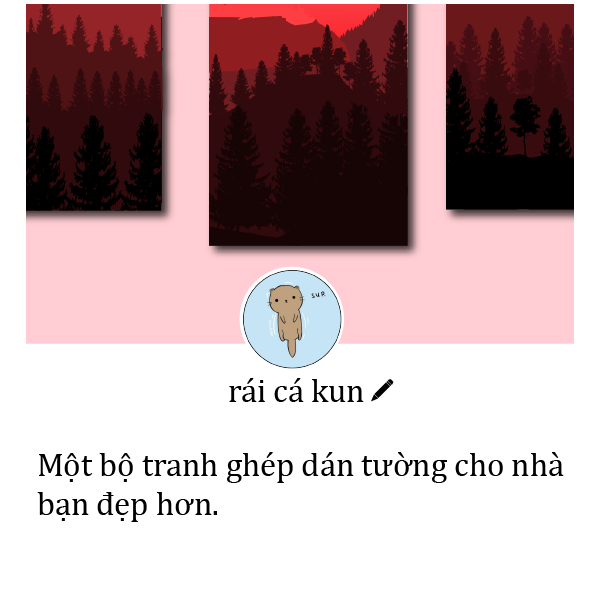 SUR
rái cá kun
Một bộ tranh ghép dán tường cho nhà
bạn đẹp hơn.